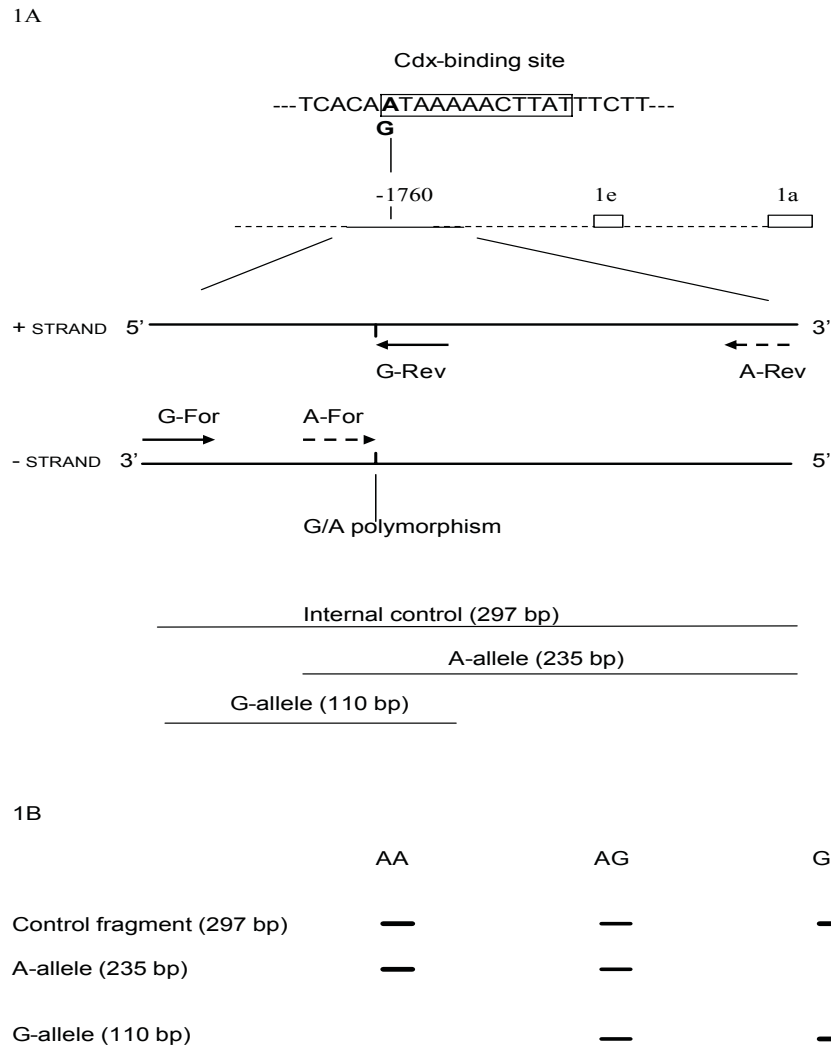 1A
Cdx-binding site
---TCACAATAAAAACTTATTTCTT---
G
-1760 1e 1a
+ STRAND 5’ 3’
G-Rev A-Rev
G-For A-For
- STRAND 3’ 5’
G/A polymorphism
Internal control (297 bp)
A-allele (235 bp)
G-allele (110 bp)
1B
AA AG G
Control fragment (297 bp)
A-allele (235 bp)
G-allele (110 bp)